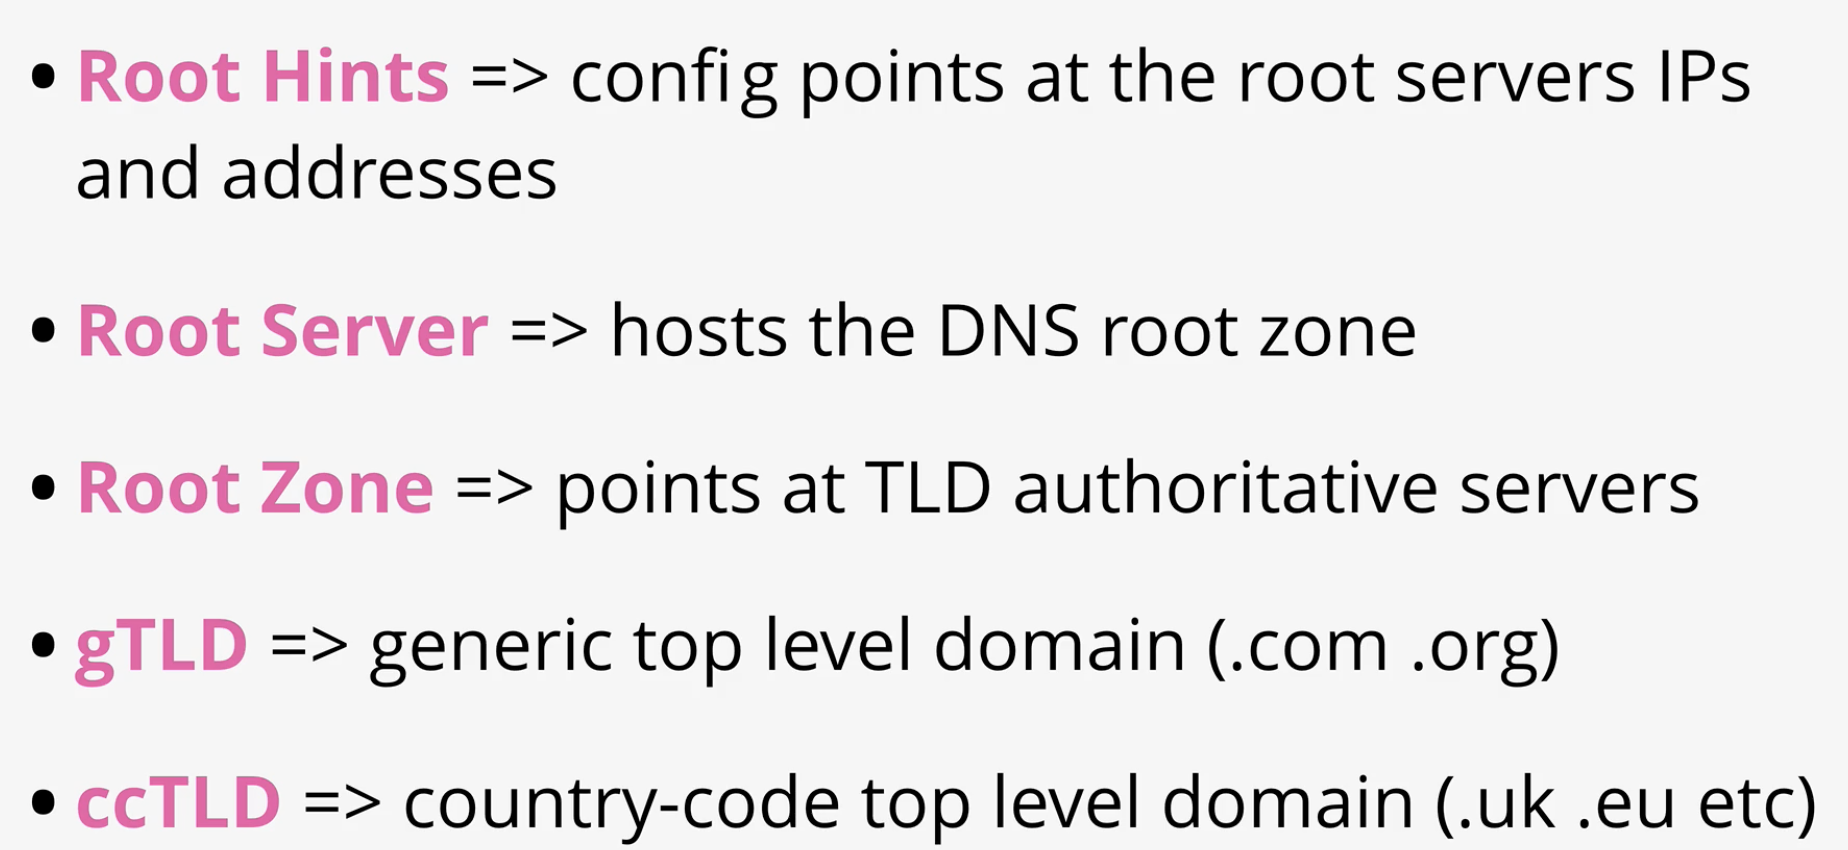 • Root Hints => config points at the root servers IPs
and addresses
• Root Server => hosts the DNS root zone
• Root Zone => points at TLD authoritative servers
• gTLD => generic top level domain (.com .org)
• ccTLD => country-code top level domain (.uk .eu etc)